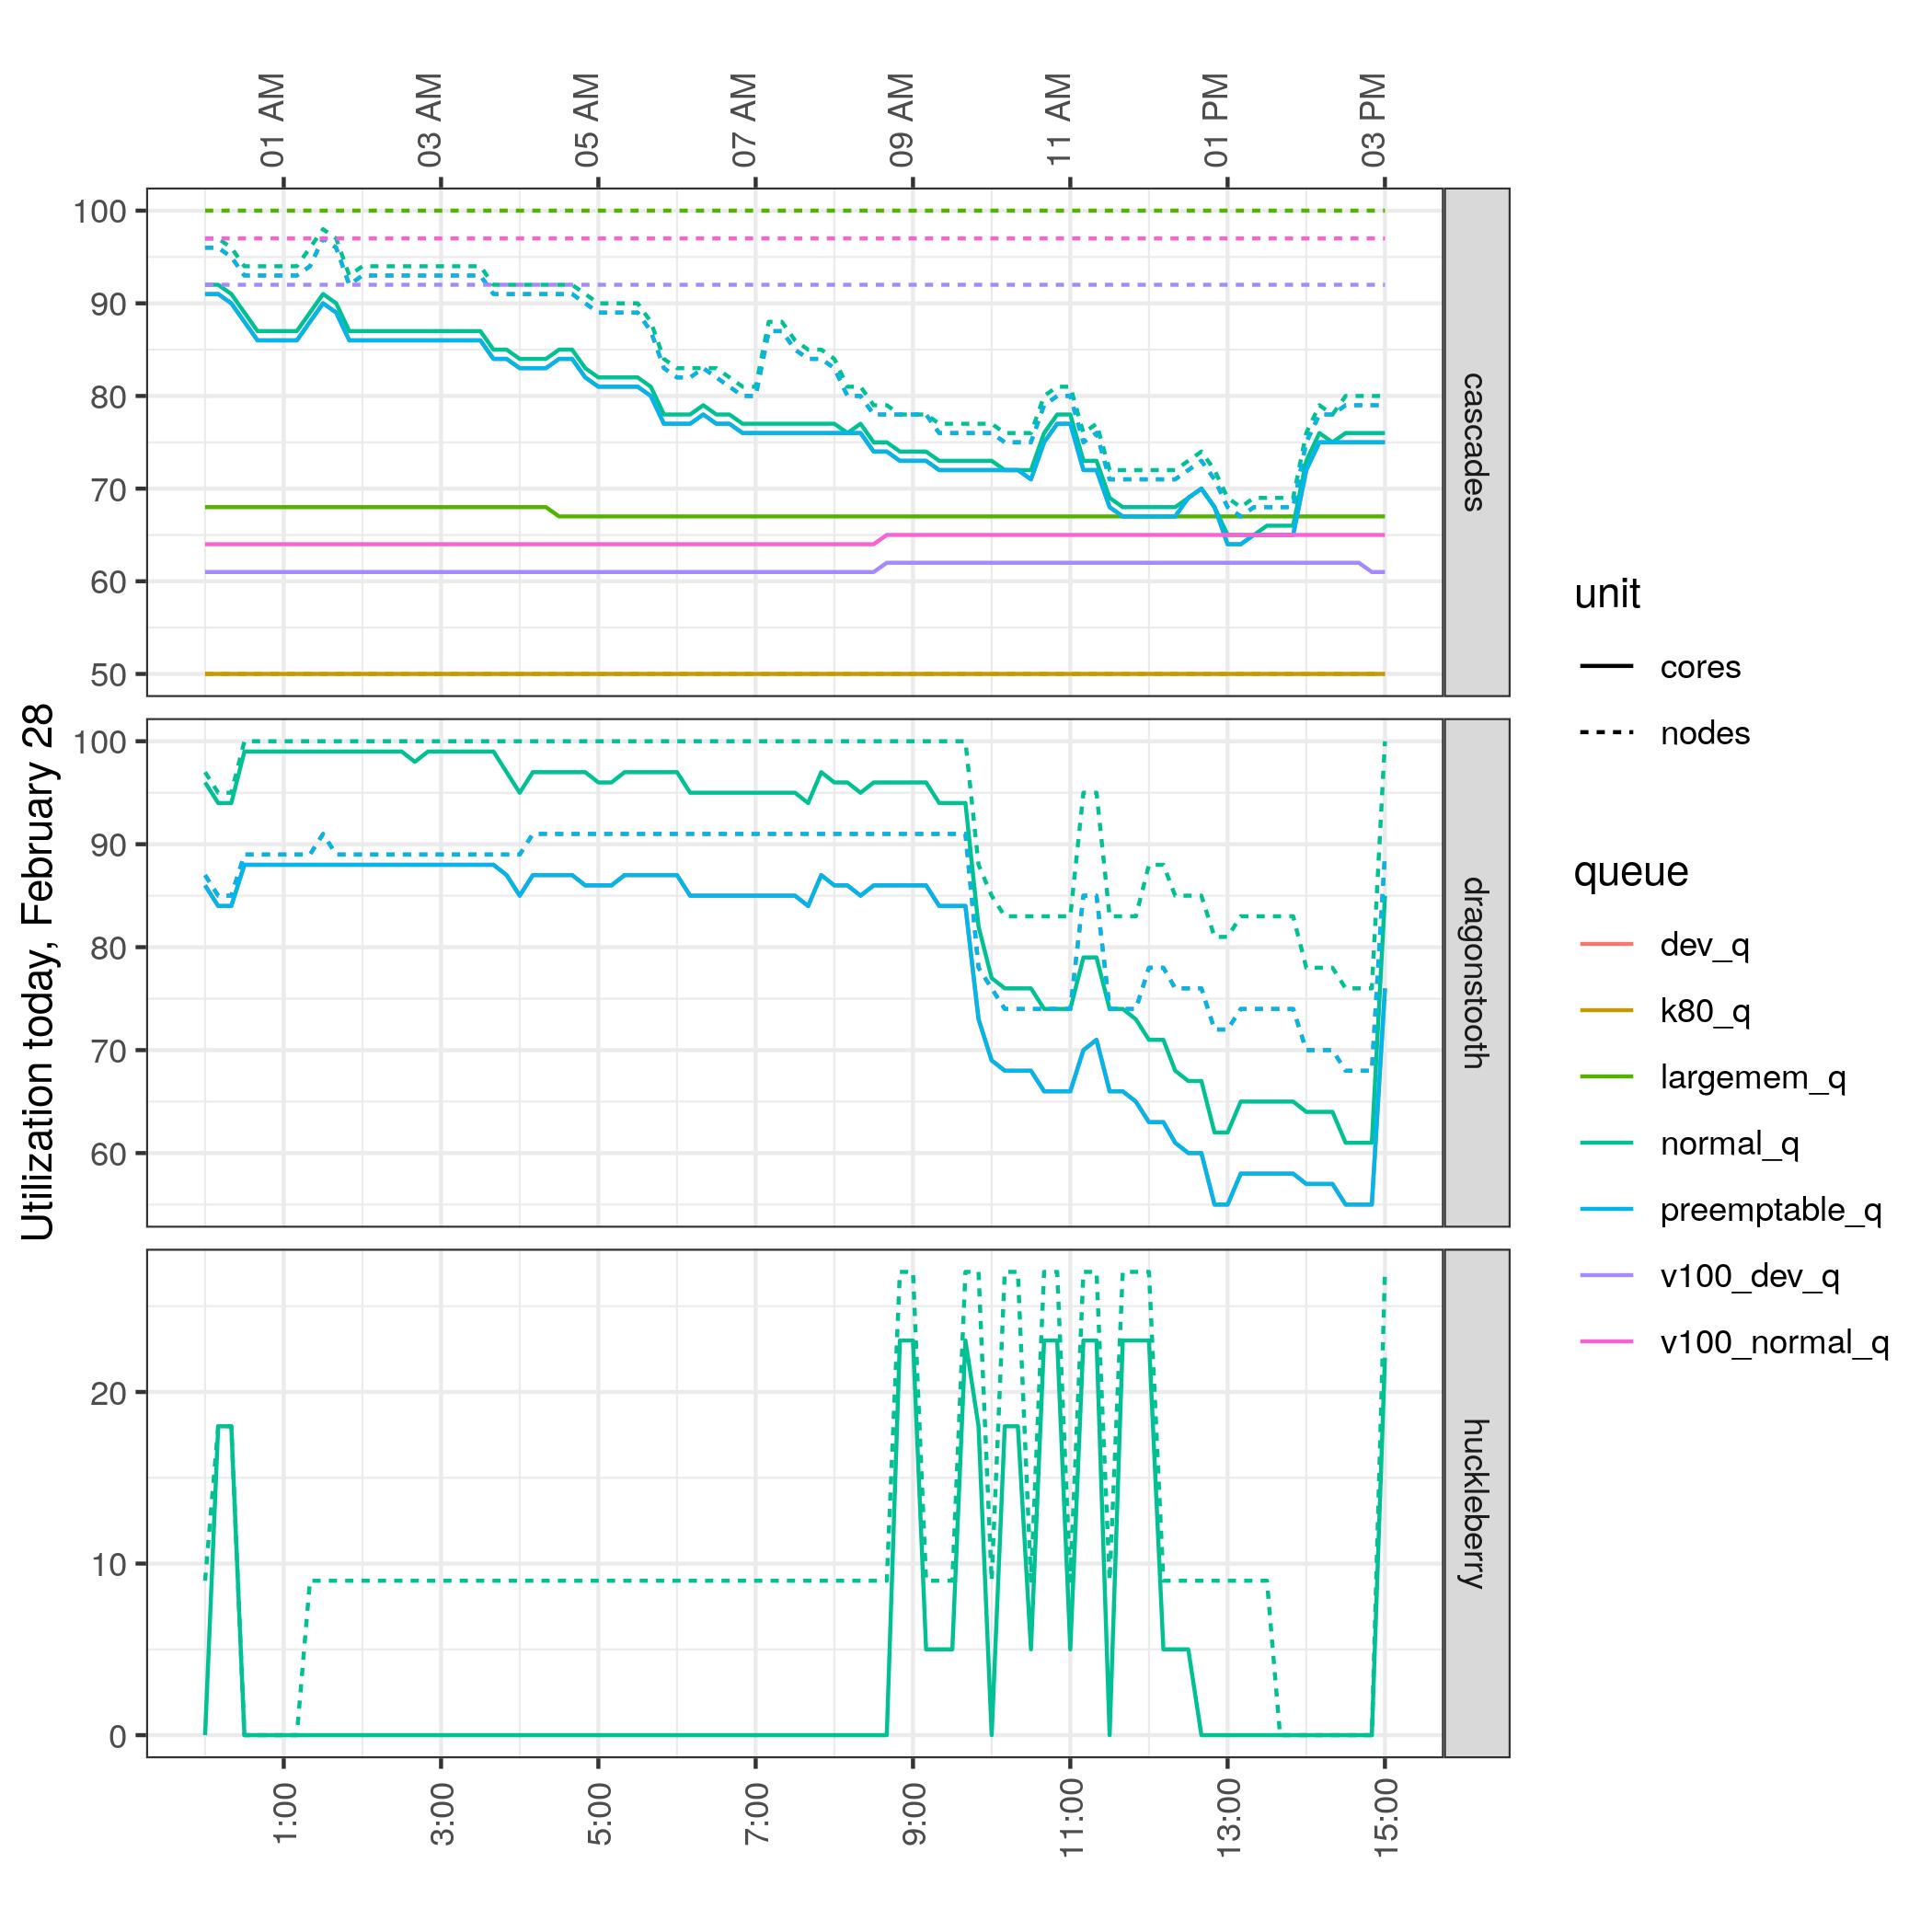 01 AM 03 AM 05 AM 07 AM 09 AM 11 AM 01 PM 03 PM
Utilization today, February 28
100
90
80
70
60
50
cascades
100
90
80
70
60
dragonstooth
20
10
0
huckleberry
1:00 3:00 5:00 7:00 9:00 11:00 13:00 15:00
unit
cores
nodes
queue
dev_q
k80_q
largemem_q
normal_q
preemptable_q
v100_dev_q
v100_normal_q